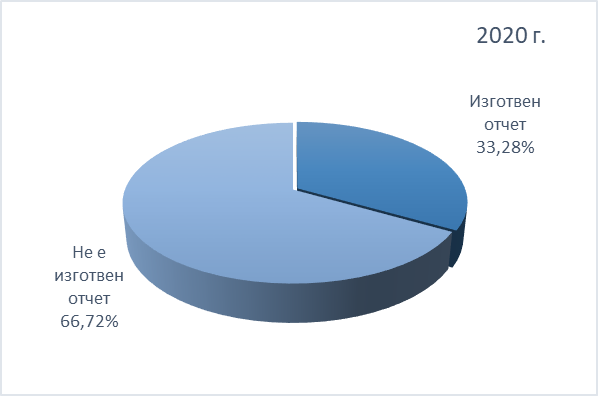 2020 г.
Изготвен
отчет
33,28%
Не е
изготвен
отчет
66,72%